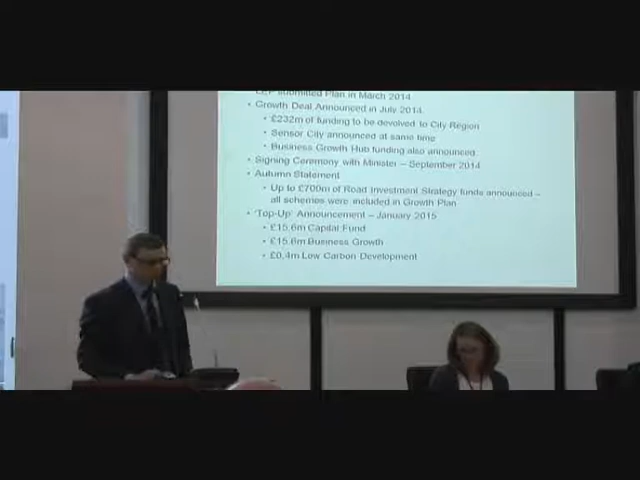 LEP submitted Plan in March 2014
• Growth Deal Announced in July 2014
• £232m of funding to be devolved to City Region
• Sensor City announced at same time
• Business Growth Hub funding also announced.
• Signing Ceremony with Minister – September 2014
• Autumn Statement
• Up to £700m of Road Investment Strategy funds announced –
all schemes were included in Growth Plan
• 'Top-Up' Announcement – January 2015
• £15.6m Capital Fund
• £15.6m Business Growth
• £0.4m Low Carbon Development